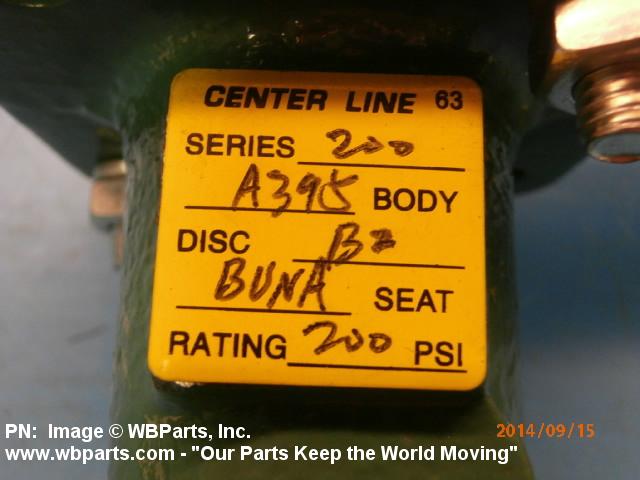 CENTER LINE 63
SERIES 200
A395 BODY
DISC Bz
BUNA SEAT
RATING 200 PSI
PN: Image © WBParts, Inc. 2014/09/15
www.wbparts.com - "Our Parts Keep the World Moving"